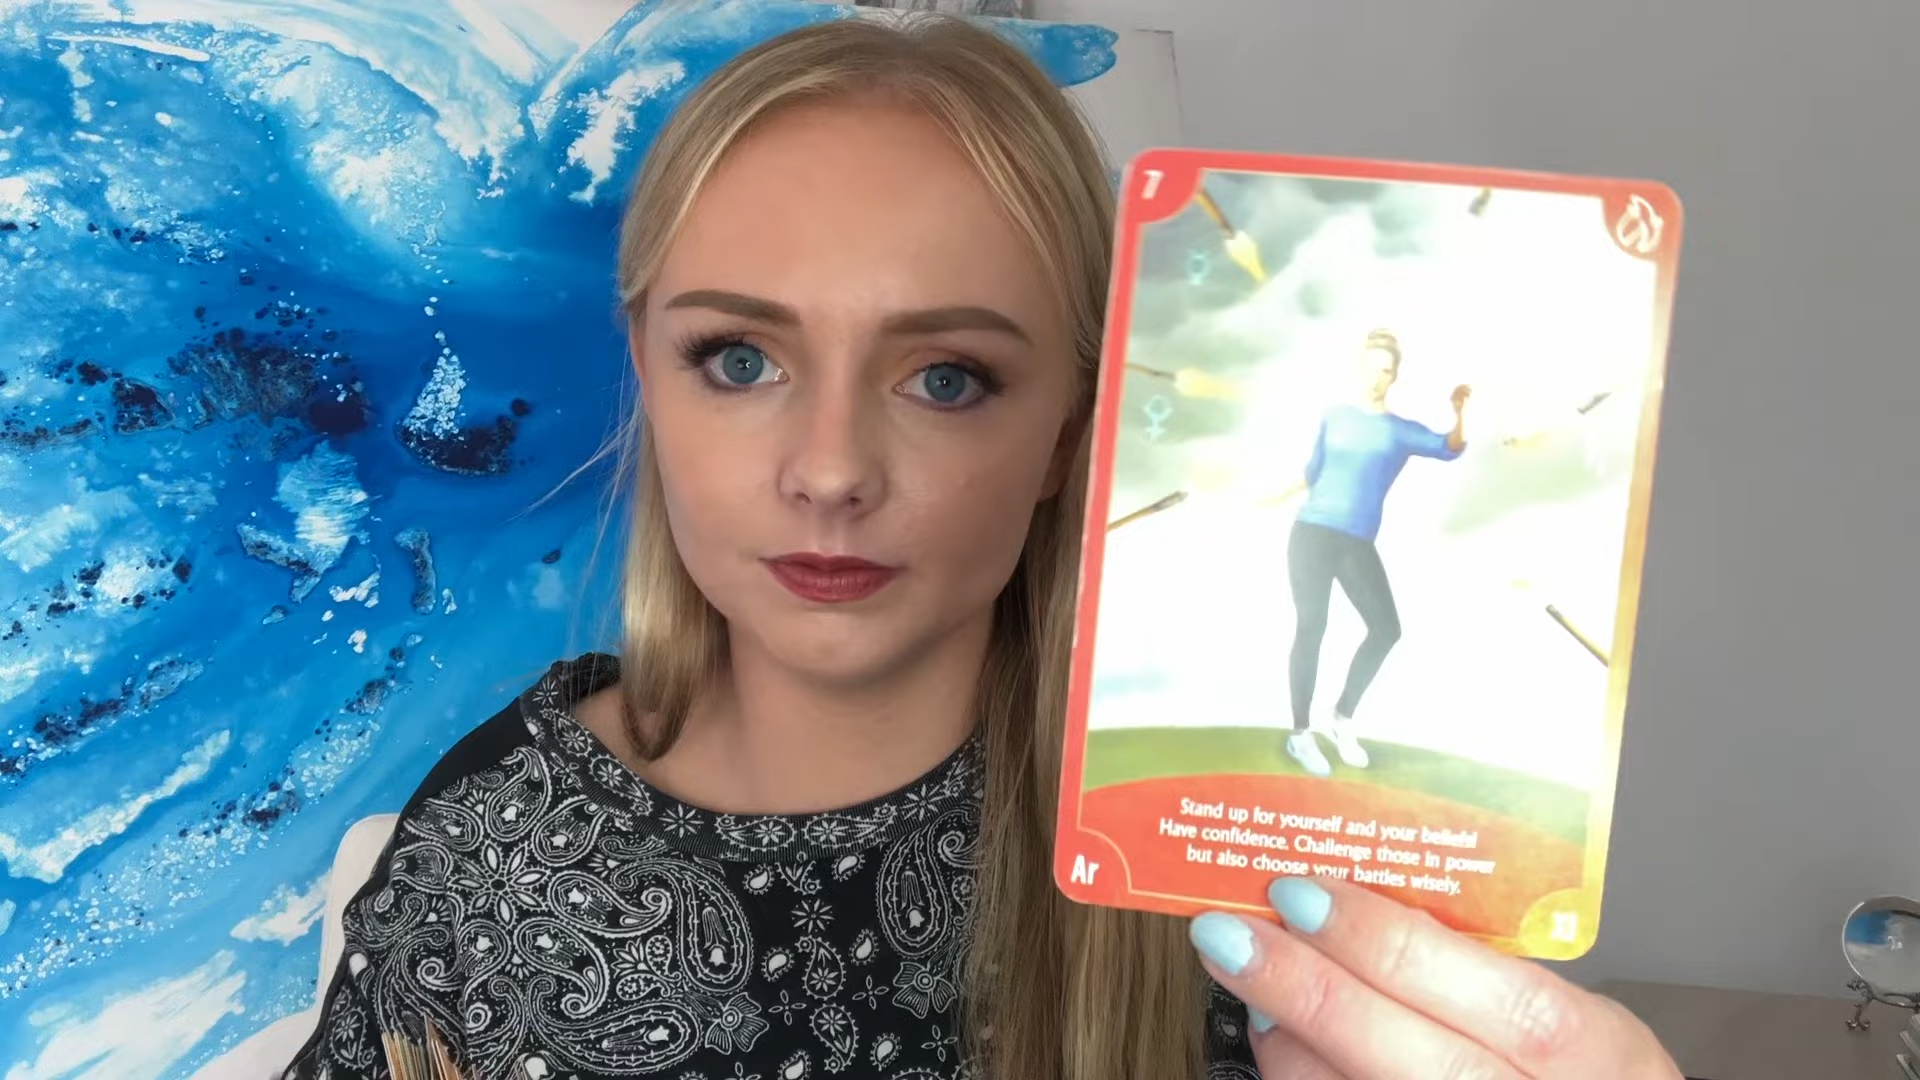 7
Stand up for yourself and your beliefs!
Have confidence. Challenge those in power
but also choose your battles wisely.
Ar